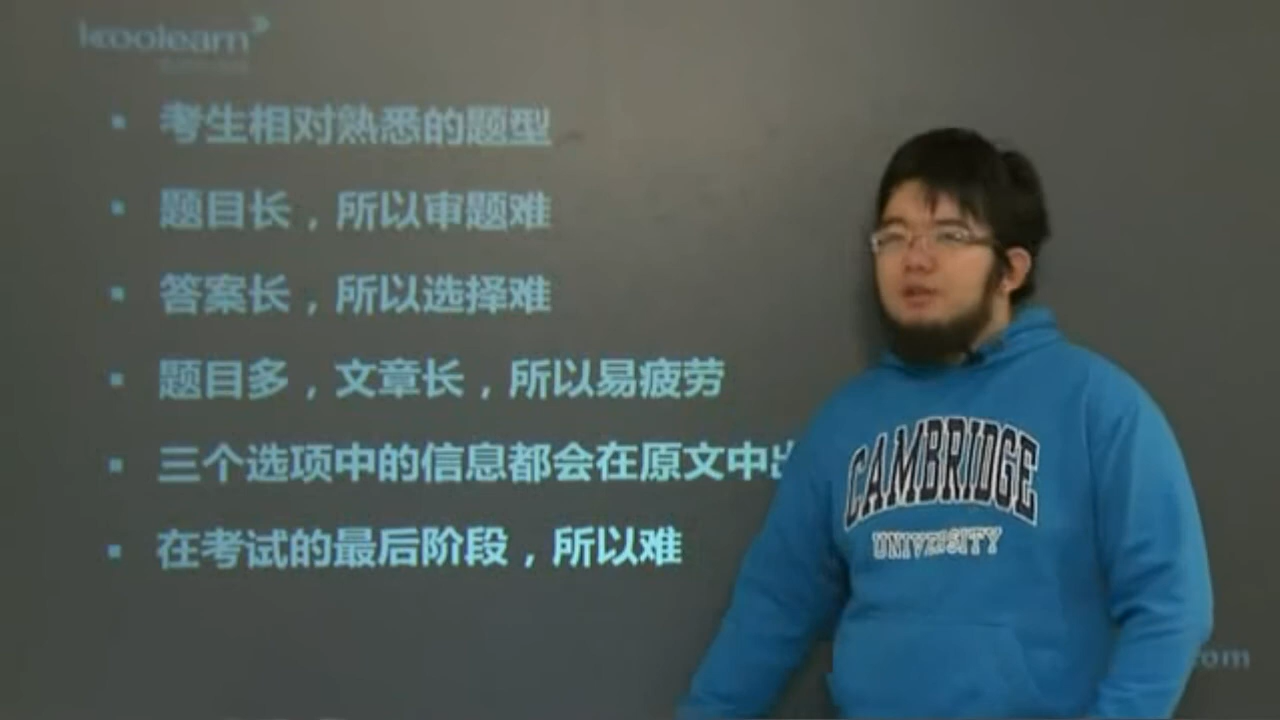 koolearn
考生相对熟悉的题型
题目长，所以审题难
答案长，所以选择难
题目多，文章长，所以易疲劳
三个选项中的信息都会在原文中
在考试的最后阶段，所以难
CAMBRIDGE
UNIVERSITY
com